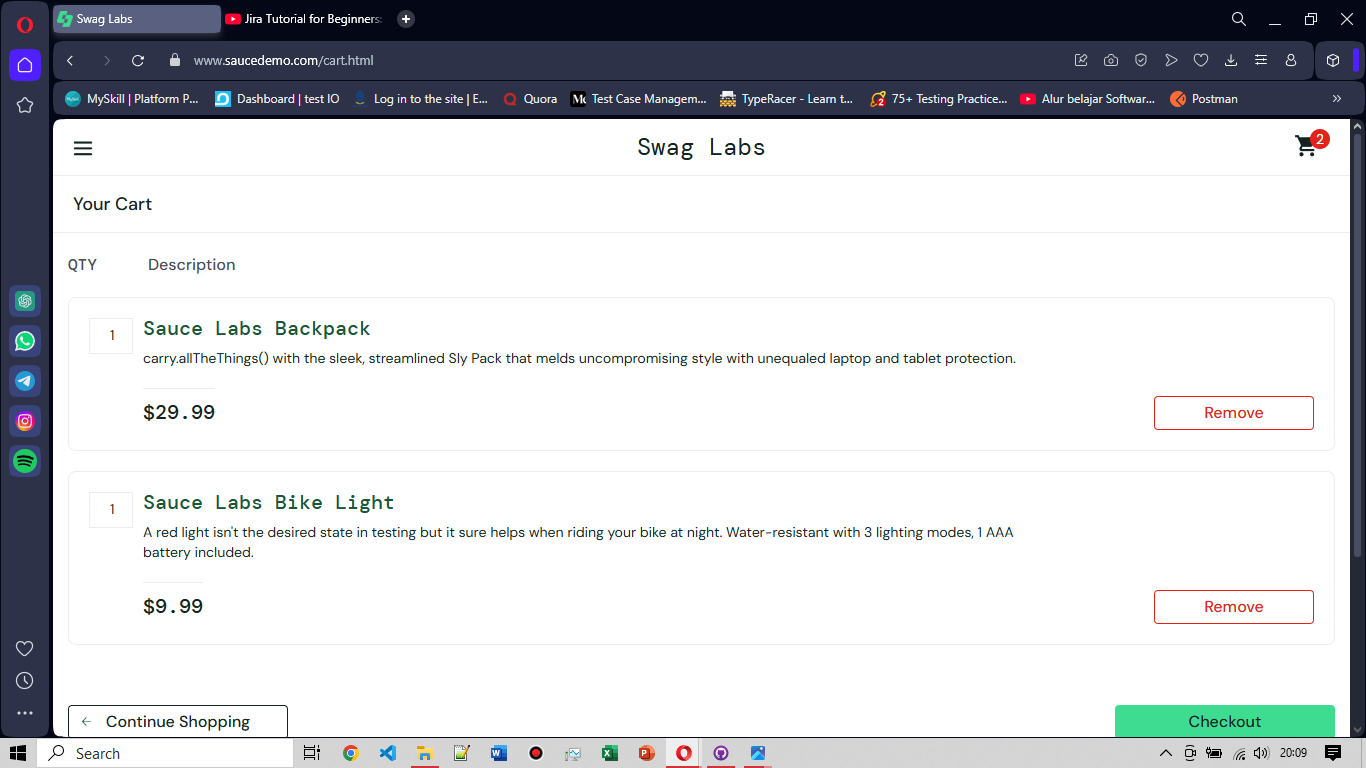 Swag Labs
Jira Tutorial for Beginners:
www.saucedemo.com/cart.html
MySkill | Platform P...
Dashboard | test IO
Log in to the site | E...
Quora
Test Case Managem...
TypeRacer - Learn t...
75+ Testing Practice...
Alur belajar Softwar...
Postman
Swag Labs
2
Your Cart
QTY
Description
1
Sauce Labs Backpack
carry.allTheThings() with the sleek, streamlined Sly Pack that melds uncompromising style with unequaled laptop and tablet protection.
$29.99
Remove
1
Sauce Labs Bike Light
A red light isn't the desired state in testing but it sure helps when riding your bike at night. Water-resistant with 3 lighting modes, 1 AAA
battery included.
$9.99
Remove
Continue Shopping
Checkout
Search
20:09